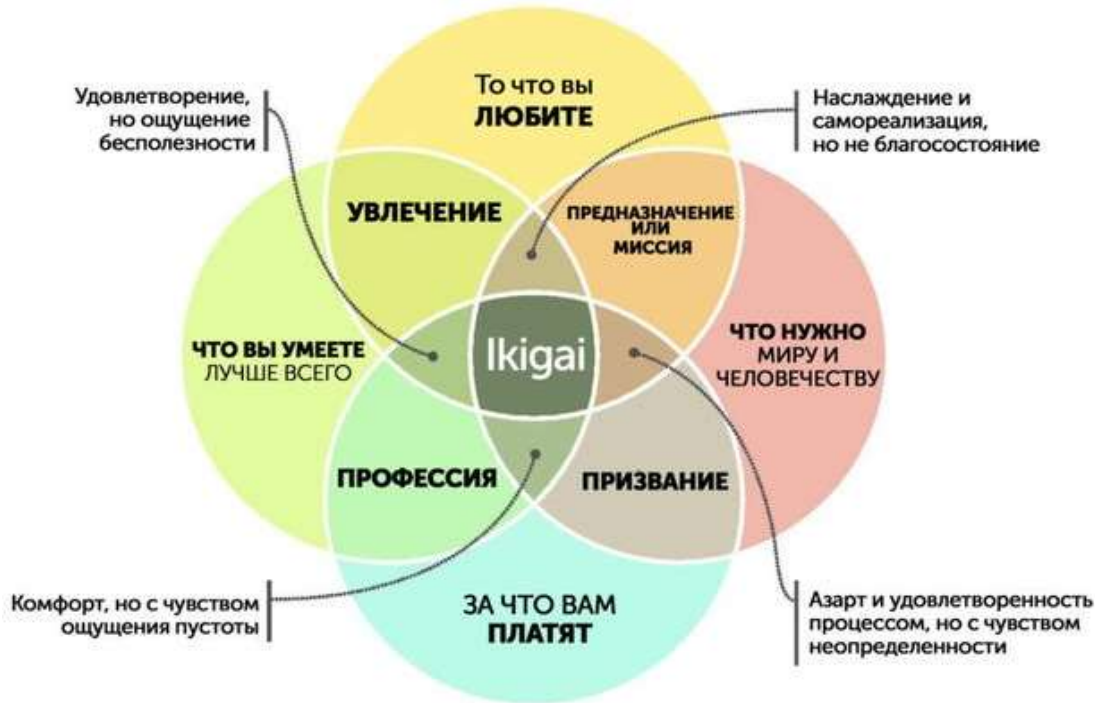 То что вы
ЛЮБИТЕ
Удовлетворение,
но ощущение
бесполезности
Наслаждение и
самореализация,
но не благосостояние
УВЛЕЧЕНИЕ
ПРЕДНАЗНАЧЕНИЕ
ИЛИ
МИССИЯ
ЧТО ВЫ УМЕЕТЕ
ЛУЧШЕ ВСЕГО
Ikigai
ЧТО НУЖНО
МИРУ И
ЧЕЛОВЕЧЕСТВУ
ПРОФЕССИЯ
ПРИЗВАНИЕ
Комфорт, но с чувством
ощущения пустоты
ЗА ЧТО ВАМ
ПЛАТЯТ
Азарт и удовлетворенность
процессом, но с чувством
неопределенности